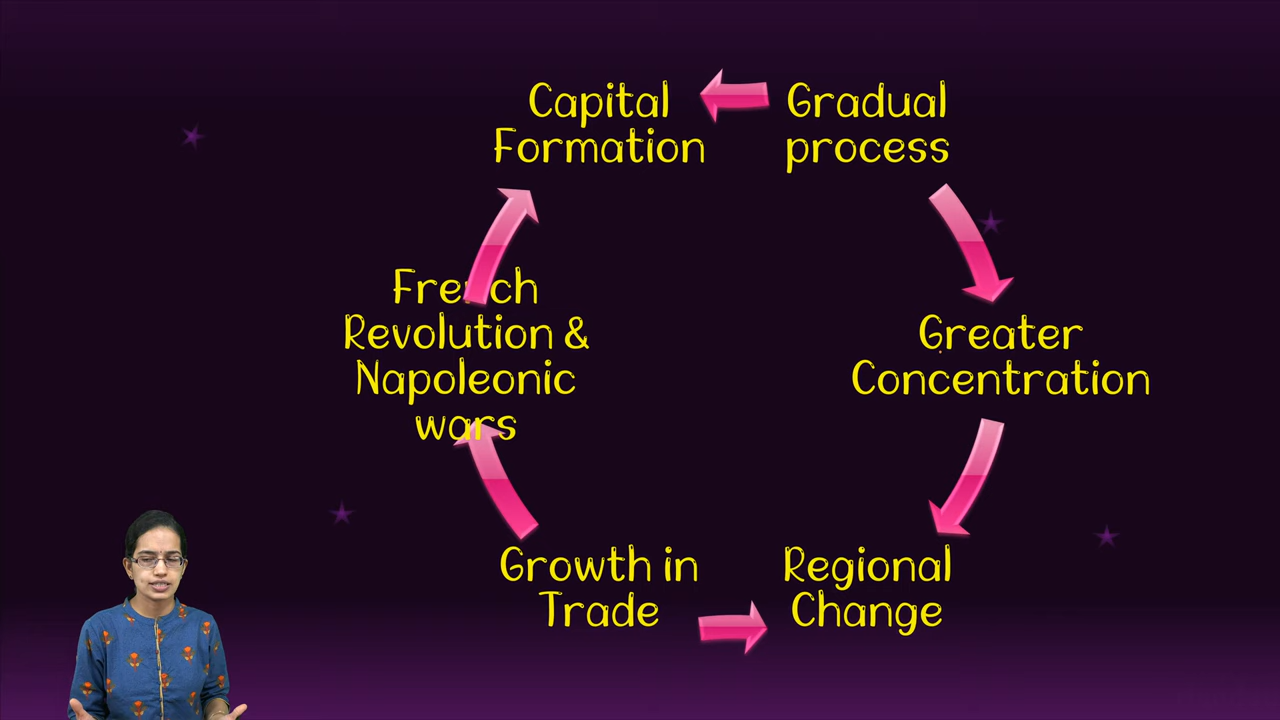 Capital
Formation
Gradual
process
French
Revolution &
Napoleonic
wars
Greater
Concentration
Growth in
Trade
Regional
Change